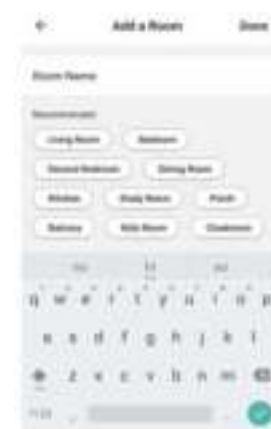 Add a Room Done
Room Name
Recommended
Living Room Bedroom
Second Bedroom Dining Room
Kitchen Study Room Porch
Balcony Kids Room Cloakroom
q w e r t y u i o p
a s d f g h j k l
z x c v b n m